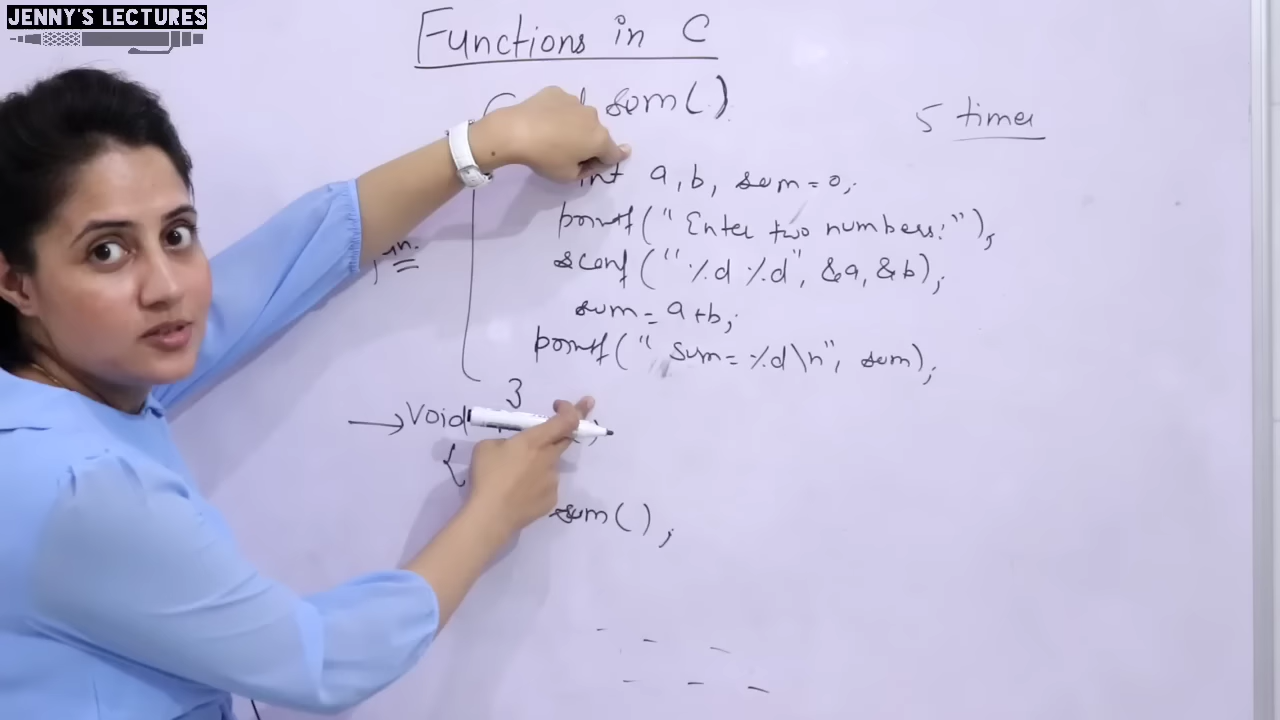 JENNY'S LECTURES
Functions in C
sum()
5 times
int a, b, sum=0;
printf("Enter two numbers:");
fun.
scanf("%d %d", &a, &b);
sum=a+b;
printf("Sum=%d\n", sum);
}
→ Void
{
sum();